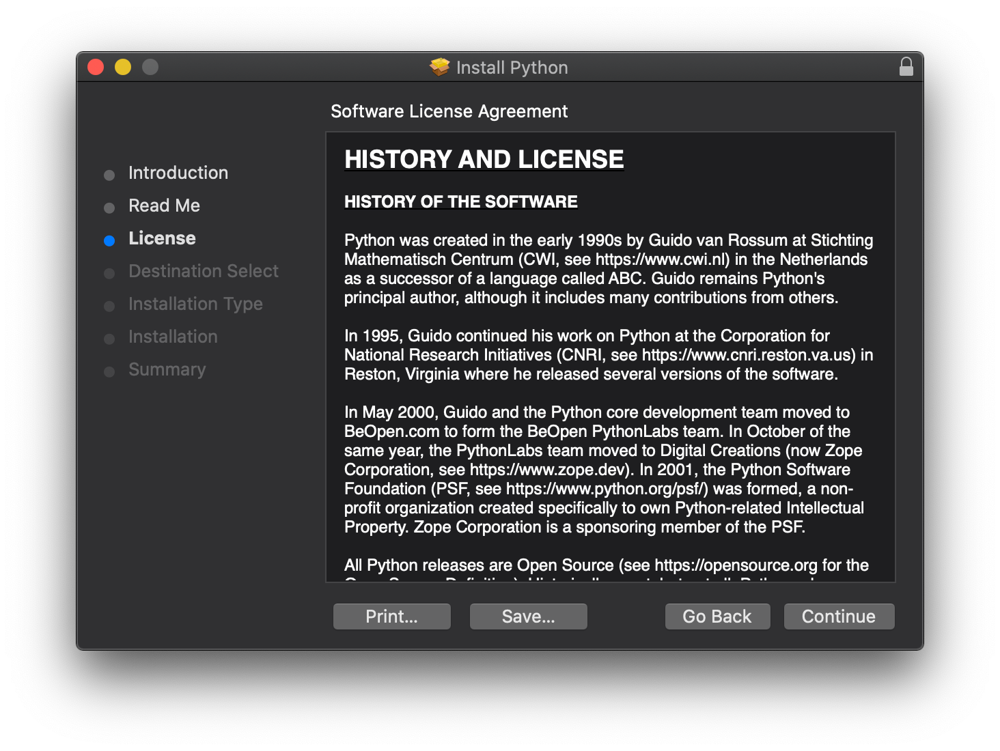 Install Python
Software License Agreement
Introduction
Read Me
License
Destination Select
Installation Type
Installation
Summary
HISTORY AND LICENSE
HISTORY OF THE SOFTWARE
Python was created in the early 1990s by Guido van Rossum at Stichting
Mathematisch Centrum (CWI, see https://www.cwi.nl) in the Netherlands
as a successor of a language called ABC. Guido remains Python's
principal author, although it includes many contributions from others.
In 1995, Guido continued his work on Python at the Corporation for
National Research Initiatives (CNRI, see https://www.cnri.reston.va.us) in
Reston, Virginia where he released several versions of the software.
In May 2000, Guido and the Python core development team moved to
BeOpen.com to form the BeOpen PythonLabs team. In October of the
same year, the PythonLabs team moved to Digital Creations (now Zope
Corporation, see https://www.zope.dev). In 2001, the Python Software
Foundation (PSF, see https://www.python.org/psf/) was formed, a non-
profit organization created specifically to own Python-related Intellectual
Property. Zope Corporation is a sponsoring member of the PSF.
All Python releases are Open Source (see https://opensource.org for the
Print...
Save...
Go Back
Continue